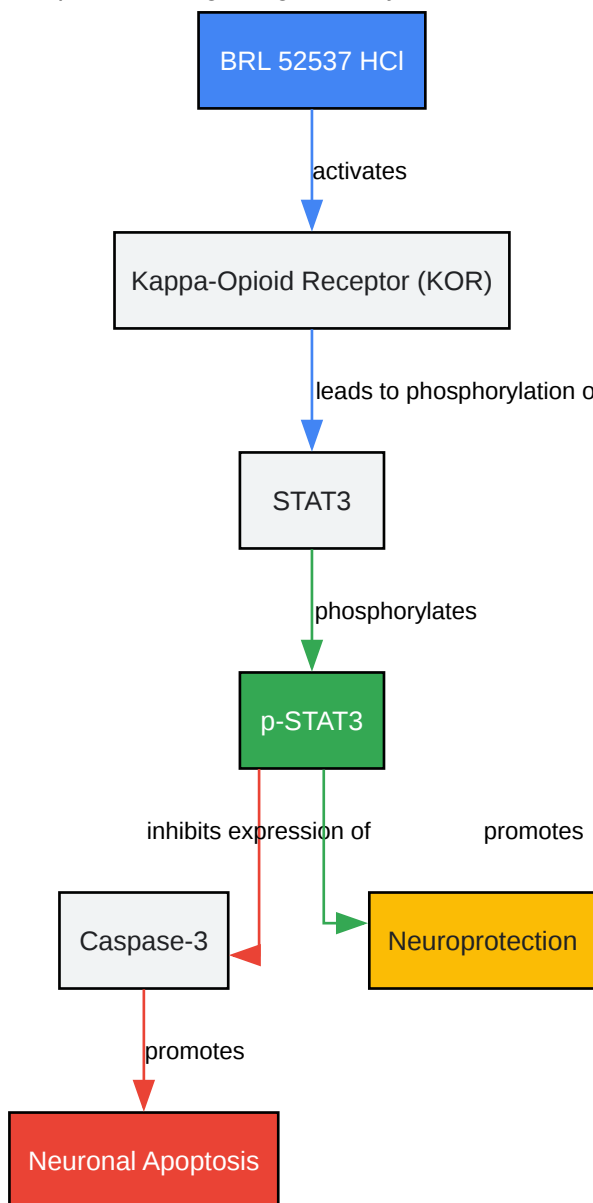 BRL 52537 HCl
activates
Kappa-Opioid Receptor (KOR)
leads to phosphorylation o
STAT3
phosphorylates
p-STAT3
inhibits expression of
promotes
Caspase-3
Neuroprotection
promotes
Neuronal Apoptosis